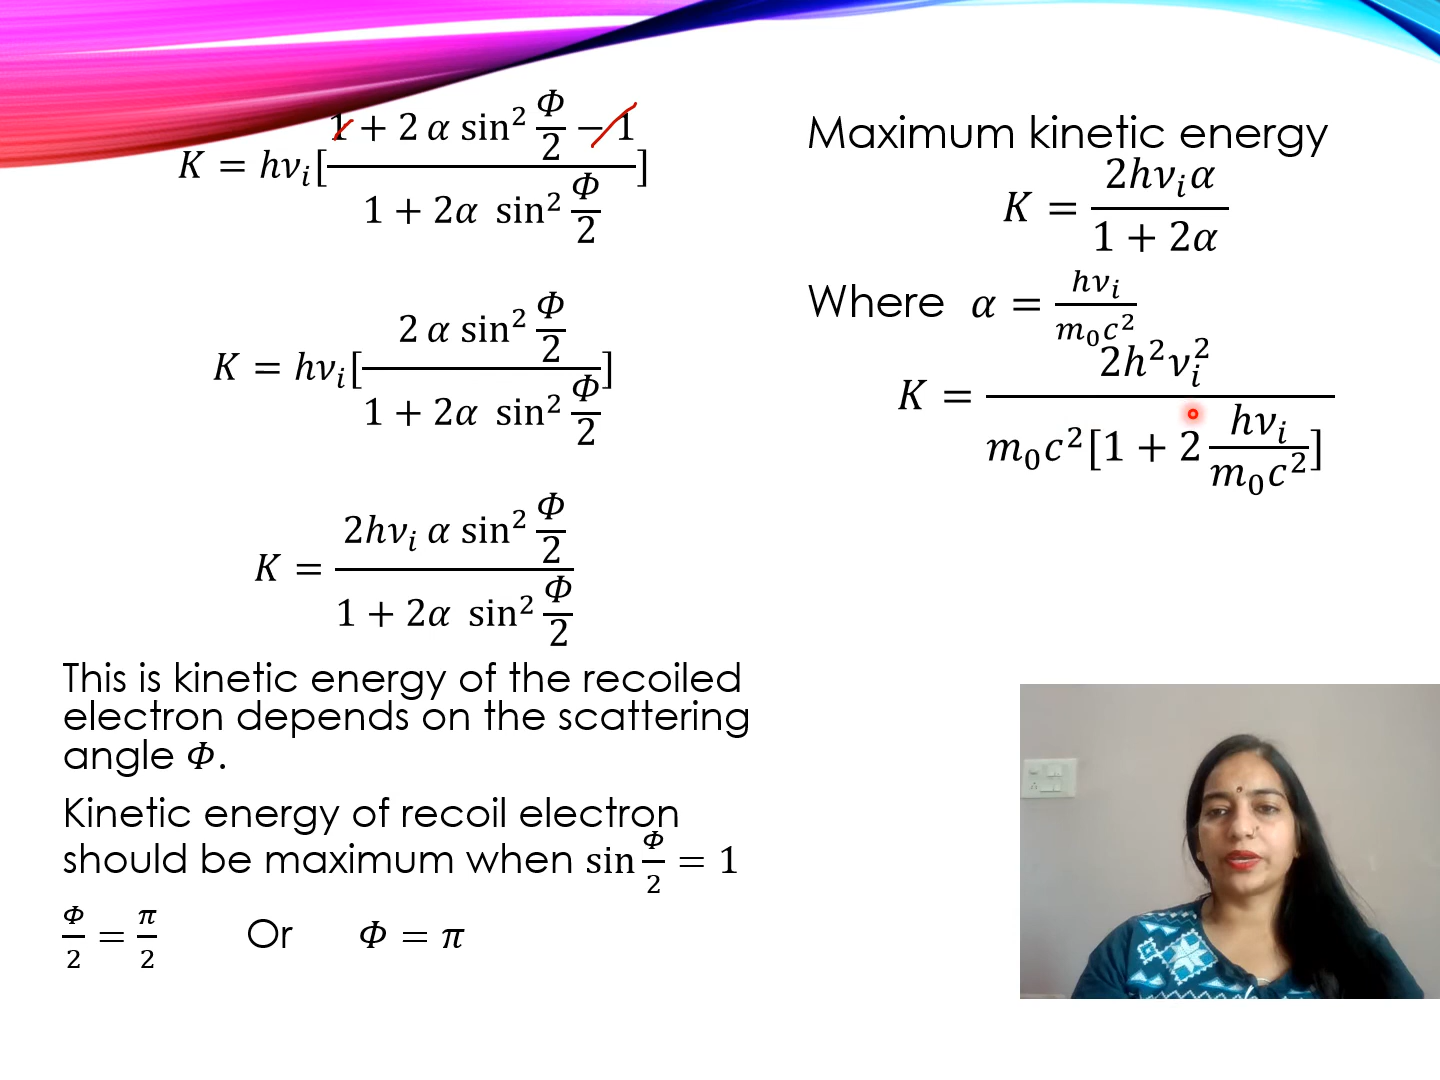 K = hν_i[(1 + 2 α sin² Φ/2 − 1)/(1 + 2α sin² Φ/2)]
K = hν_i[(2 α sin² Φ/2)/(1 + 2α sin² Φ/2)]
K = (2hν_i α sin² Φ/2)/(1 + 2α sin² Φ/2)
This is kinetic energy of the recoiled
electron depends on the scattering
angle Φ.
Kinetic energy of recoil electron
should be maximum when sin Φ/2 = 1
Φ/2 = π/2 Or Φ = π
Maximum kinetic energy
K = 2hν_iα/(1 + 2α)
Where α = hν_i/m₀c²
K = 2h²ν_i²/(m₀c²[1 + 2 hν_i/m₀c²])